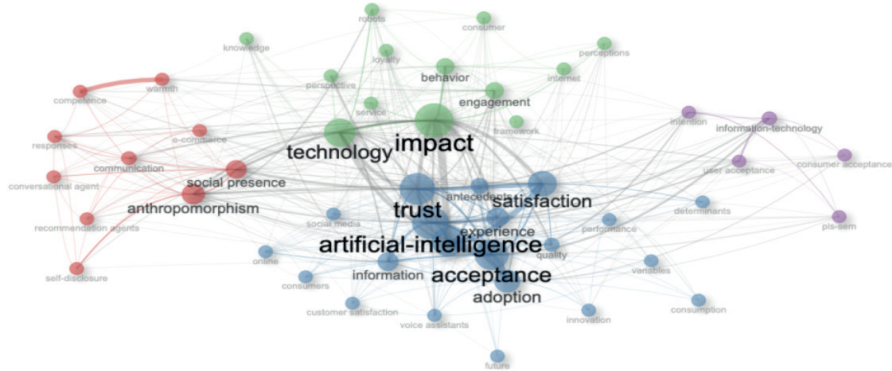 robots
consumer
knowledge
perceptions
loyalty
behavior
perspective
internet
competence
warmth
engagement
service
framework
intention
information-technology
responses
e-commerce
technology
impact
communication
user acceptance
consumer acceptance
conversational agent
social presence
antecedents
satisfaction
anthropomorphism
trust
determinants
recommendation agents
social media
experience
performance
pls-sem
artificial-intelligence
quality
online
information
acceptance
variables
self-disclosure
consumers
adoption
customer satisfaction
voice assistants
innovation
consumption
future